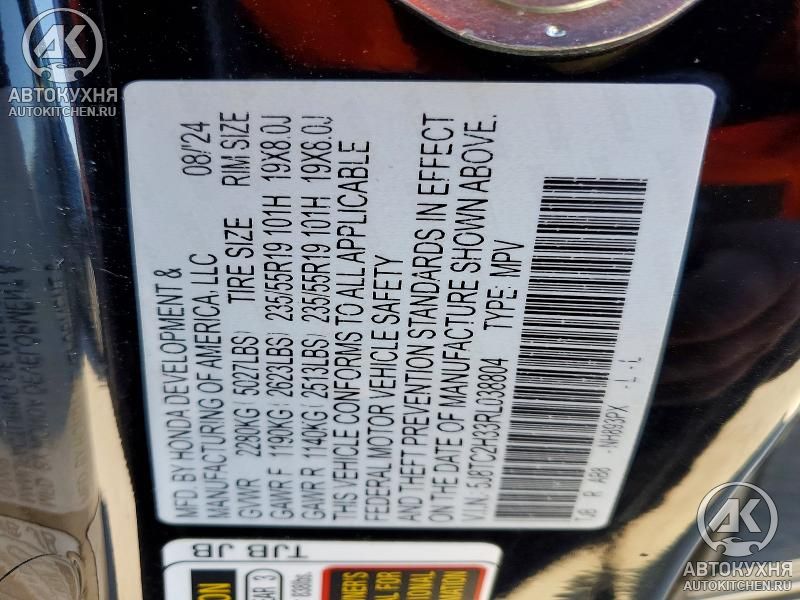 АК
АВТОКУХНЯ
AUTOKITCHEN.RU
MFD. BY HONDA DEVELOPMENT & 08/'24
MANUFACTURING OF AMERICA, LLC
GVWR 2280KG (5027LBS) TIRE SIZE RIM SIZE
GAWR F 1190KG (2623LBS) 235/55R19 101H 19X8.0J
GAWR R 1140KG (2513LBS) 235/55R19 101H 19X8.0J
THIS VEHICLE CONFORMS TO ALL APPLICABLE
FEDERAL MOTOR VEHICLE SAFETY
AND THEFT PREVENTION STANDARDS IN EFFECT
ON THE DATE OF MANUFACTURE SHOWN ABOVE.
V.I.N.: 5J8TC2H33RL038804 TYPE: MPV
TJB R AB8 - NH893PX L - L
TJB JB
АК
АВТОКУХНЯ
AUTOKITCHEN.RU